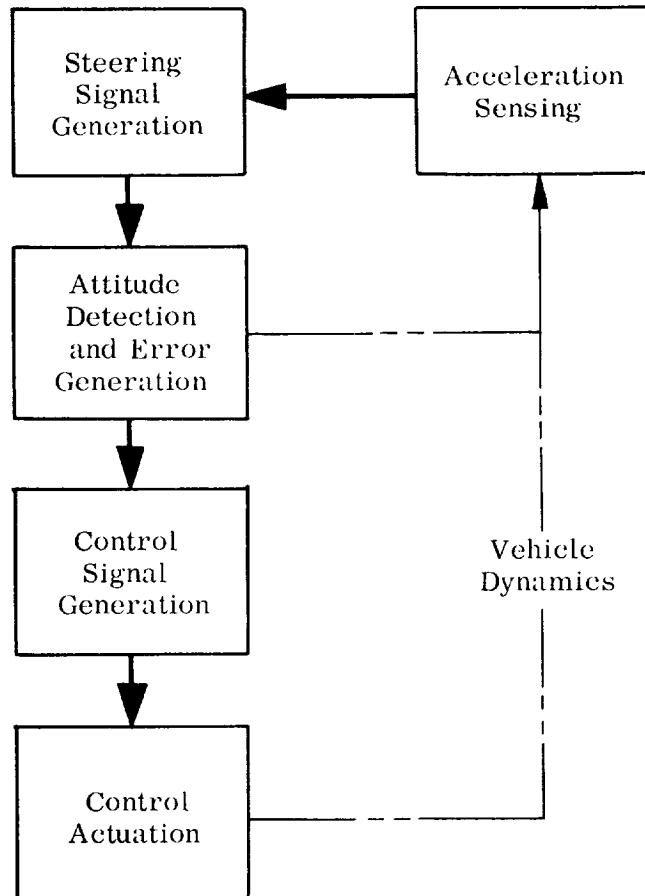 Steering
Signal
Generation
Acceleration
Sensing
Attitude
Detection
and Error
Generation
Control
Signal
Generation
Vehicle
Dynamics
Control
Actuation